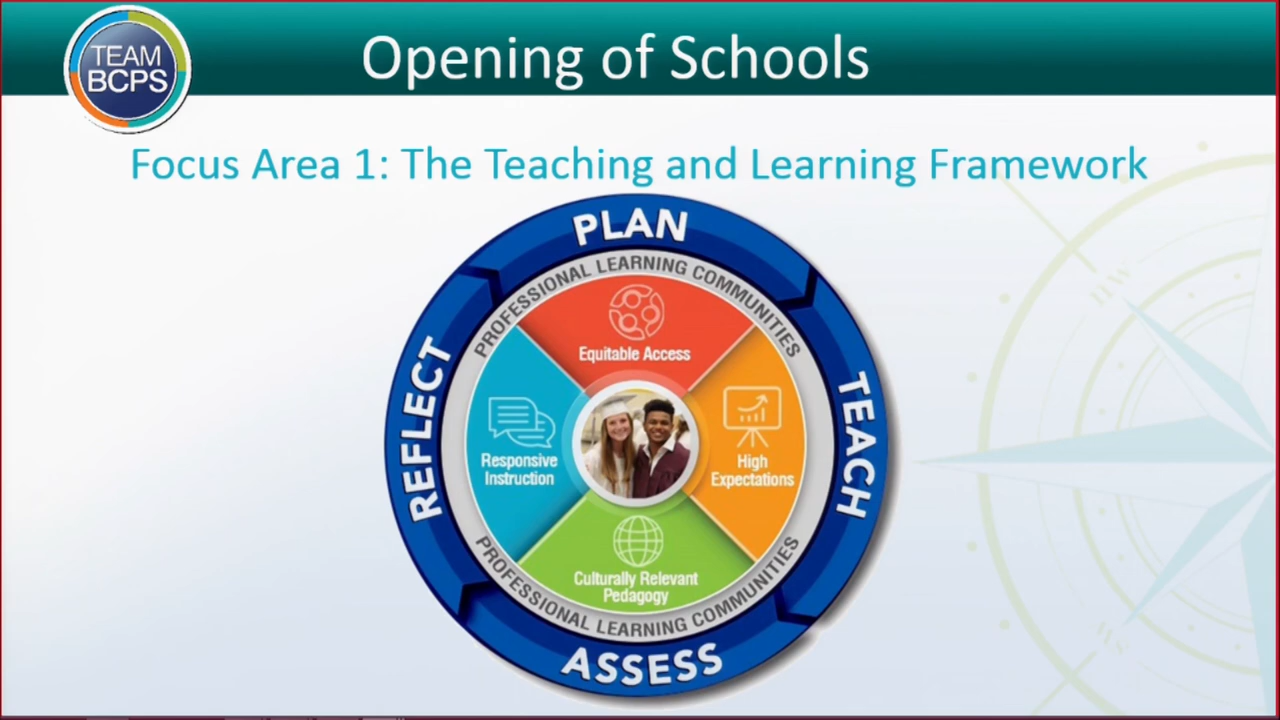 TEAM
BCPS
Opening of Schools
Focus Area 1: The Teaching and Learning Framework
PLAN
PROFESSIONAL LEARNING COMMUNITIES
Equitable Access
REFLECT
Responsive
Instruction
High
Expectations
TEACH
Culturally Relevant
Pedagogy
PROFESSIONAL LEARNING COMMUNITIES
ASSESS